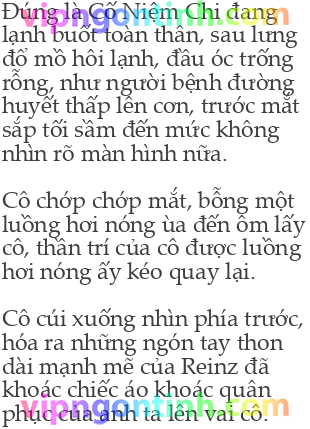 Đúng là Cố Niệm Chi đang
lạnh buốt toàn thân, sau lưng
đổ mồ hôi lạnh, đầu óc trống
rỗng, như người bệnh đường
huyết thấp lên cơn, trước mắt
sắp tối sầm đến mức không
nhìn rõ màn hình nữa.
Cô chớp chớp mắt, bỗng một
luồng hơi nóng ùa đến ôm lấy
cô, thần trí của cô được luồng
hơi nóng ấy kéo quay lại.
Cô cúi xuống nhìn phía trước,
hóa ra những ngón tay thon
dài mạnh mẽ của Reinz đã
khoác chiếc áo khoác quân
phục của anh ta lên vai cô.
vipngontinh.com
vipngontinh.com